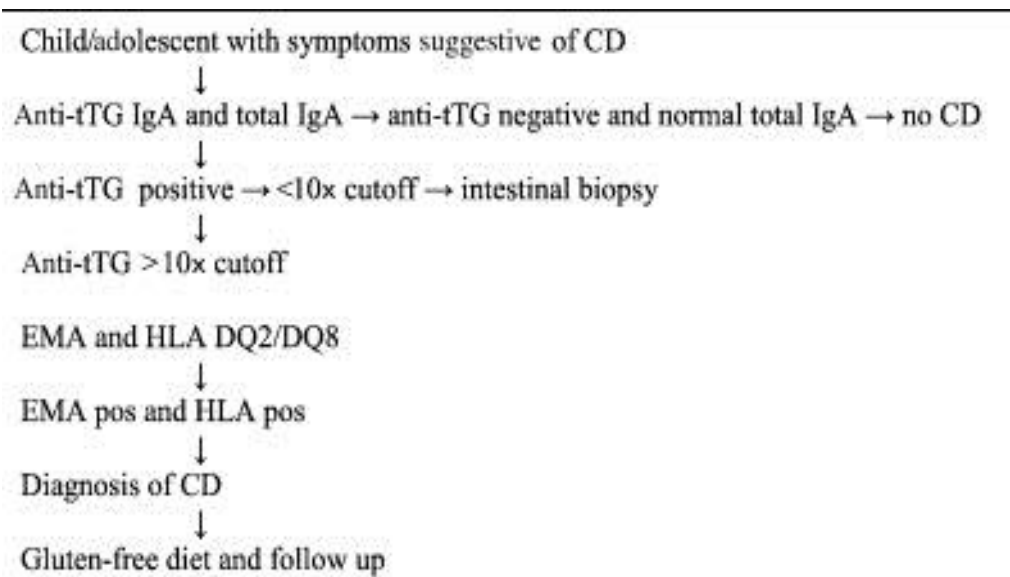 Child/adolescent with symptoms suggestive of CD
↓
Anti-tTG IgA and total IgA → anti-tTG negative and normal total IgA → no CD
↓
Anti-tTG positive → <10x cutoff → intestinal biopsy
↓
Anti-tTG >10x cutoff
EMA and HLA DQ2/DQ8
↓
EMA pos and HLA pos
↓
Diagnosis of CD
↓
Gluten-free diet and follow up